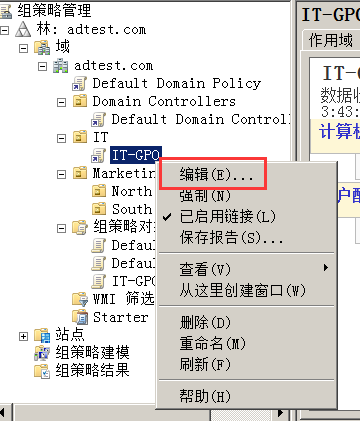 组策略管理
林: adtest.com
域
adtest.com
Default Domain Policy
Domain Controllers
Default Domain Control
IT
IT-GPO
Marketin
North
South
组策略对
Default
Default
IT-GPO
WMI 筛选
Starter
站点
组策略建模
组策略结果
编辑(E)...
强制(N)
已启用链接(L)
保存报告(S)...
查看(V)
从这里创建窗口(W)
删除(D)
重命名(M)
刷新(F)
帮助(H)
IT-GPO
作用域
IT-G
数据收
3:43:
计算机
户配